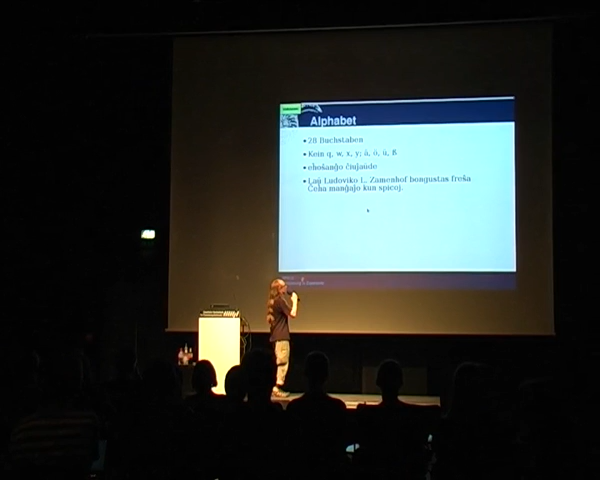 Alphabet
28 Buchstaben
Kein q, w, x, y; ä, ö, ü, ß
eĥoŝanĝo ĉiuĵaŭde
Laŭ Ludoviko L. Zamenhof bongustas freŝa
Ĉeĥa manĝaĵo kun spicoj.